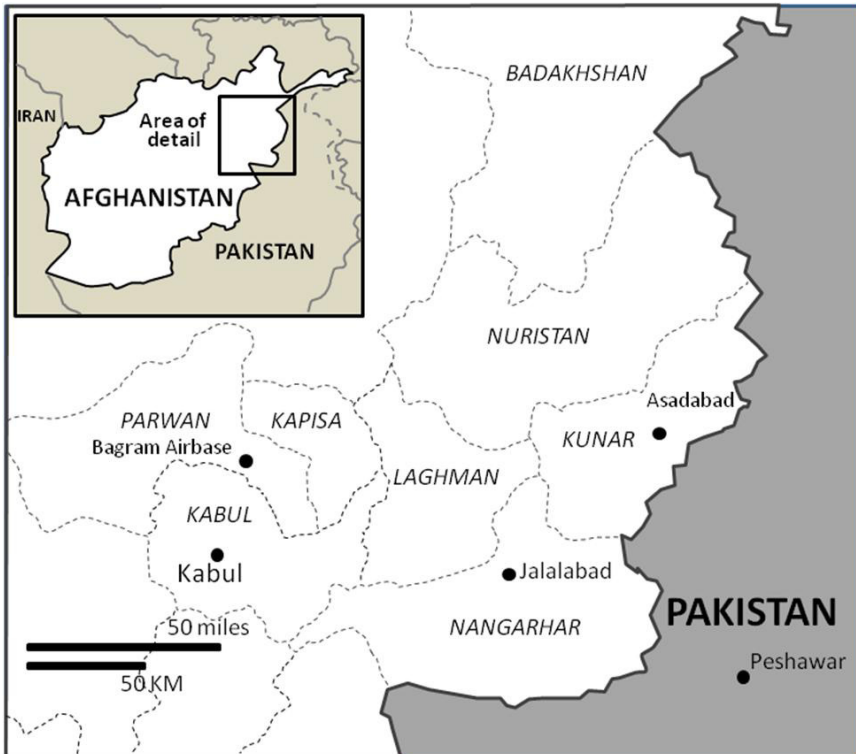 IRAN
Area of
detail
AFGHANISTAN
PAKISTAN
BADAKHSHAN
NURISTAN
Asadabad
PARWAN
KAPISA
KUNAR
Bagram Airbase
LAGHMAN
KABUL
Kabul
Jalalabad
NANGARHAR
PAKISTAN
50 miles
Peshawar
50 KM